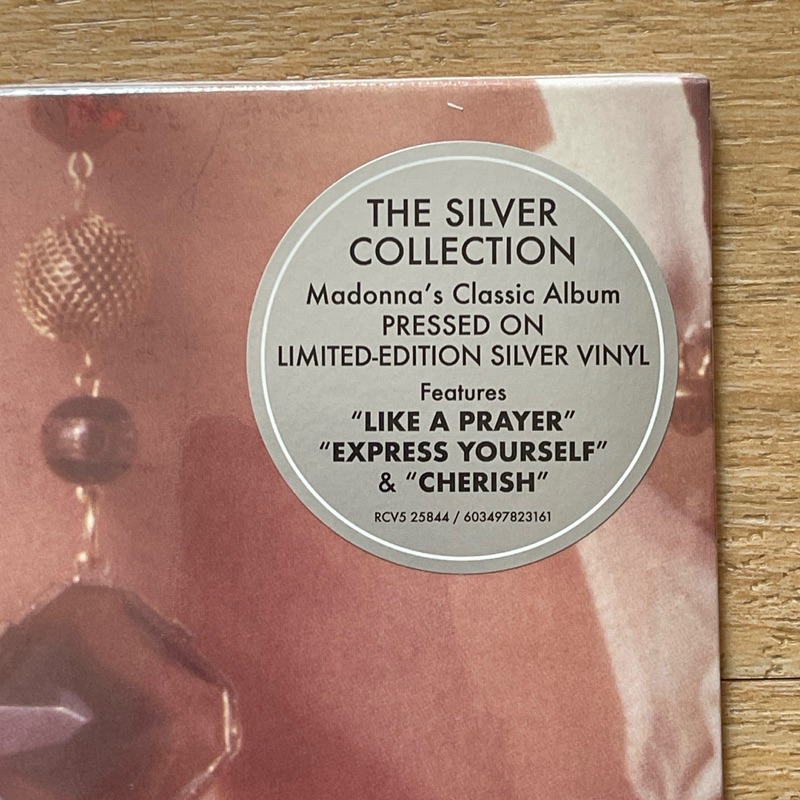 THE SILVER
COLLECTION
Madonna's Classic Album
PRESSED ON
LIMITED-EDITION SILVER VINYL
Features
"LIKE A PRAYER"
"EXPRESS YOURSELF"
& "CHERISH"
RCV5 25844 / 603497823161